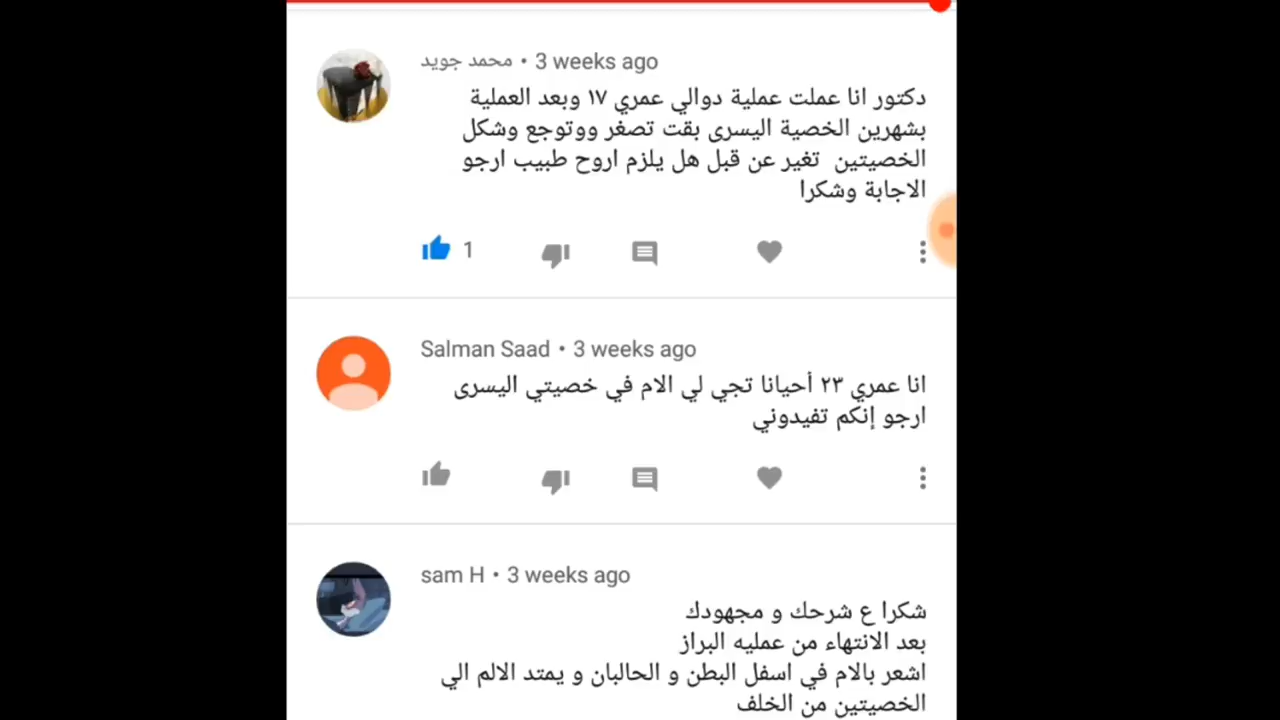 محمد جويد • 3 weeks ago
دكتور انا عملت عملية دوالي عمري ١٧ وبعد العملية
بشهرين الخصية اليسرى بقت تصغر ووتوجع وشكل
الخصيتين تغير عن قبل هل يلزم اروح طبيب ارجو
الاجابة وشكرا
1
Salman Saad • 3 weeks ago
انا عمري ٢٣ أحيانا تجي لي الام في خصيتي اليسرى
ارجو إنكم تفيدوني
sam H • 3 weeks ago
شكرا ع شرحك و مجهودك
بعد الانتهاء من عمليه البراز
اشعر بالام في اسفل البطن و الحالبان و يمتد الالم الي
الخصيتين من الخلف